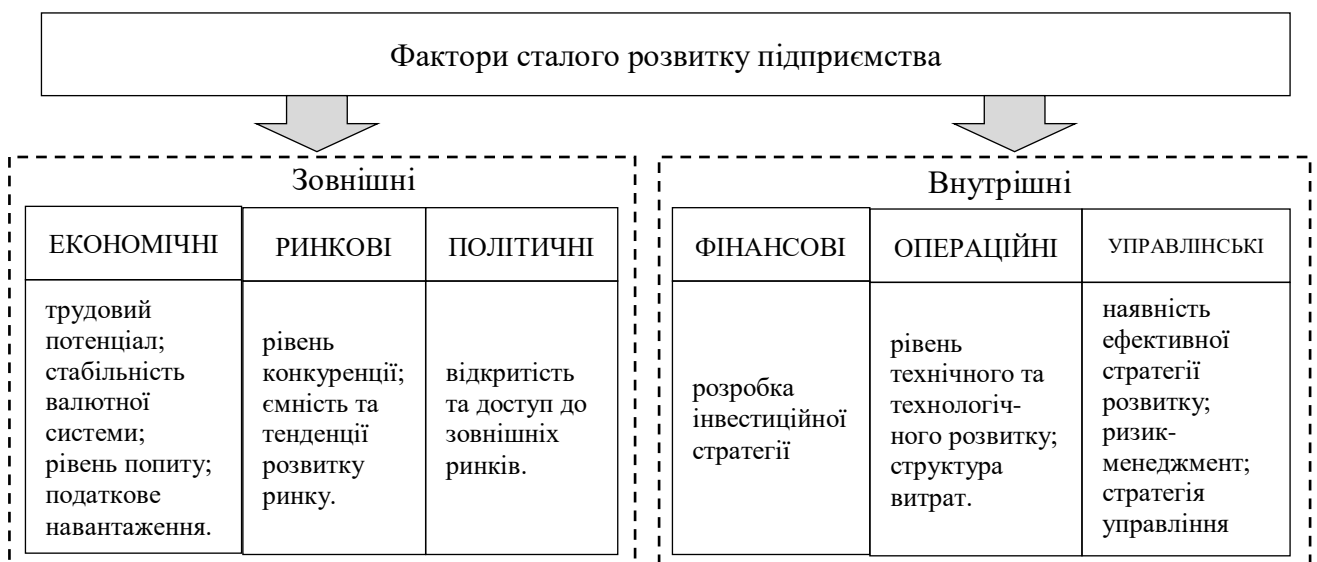 Фактори сталого розвитку підприємства
Зовнішні
ЕКОНОМІЧНІ
РИНКОВІ
ПОЛІТИЧНІ
трудовий
потенціал;
стабільність
валютної
системи;
рівень попиту;
податкове
навантаження.
рівень
конкуренції;
ємність та
тенденції
розвитку
ринку.
відкритість
та доступ до
зовнішніх
ринків.
Внутрішні
ФІНАНСОВІ
ОПЕРАЦІЙНІ
УПРАВЛІНСЬКІ
розробка
інвестиційної
стратегії
рівень
технічного та
технологіч-
ного розвитку;
структура
витрат.
наявність
ефективної
стратегії
розвитку;
ризик-
менеджмент;
стратегія
управління